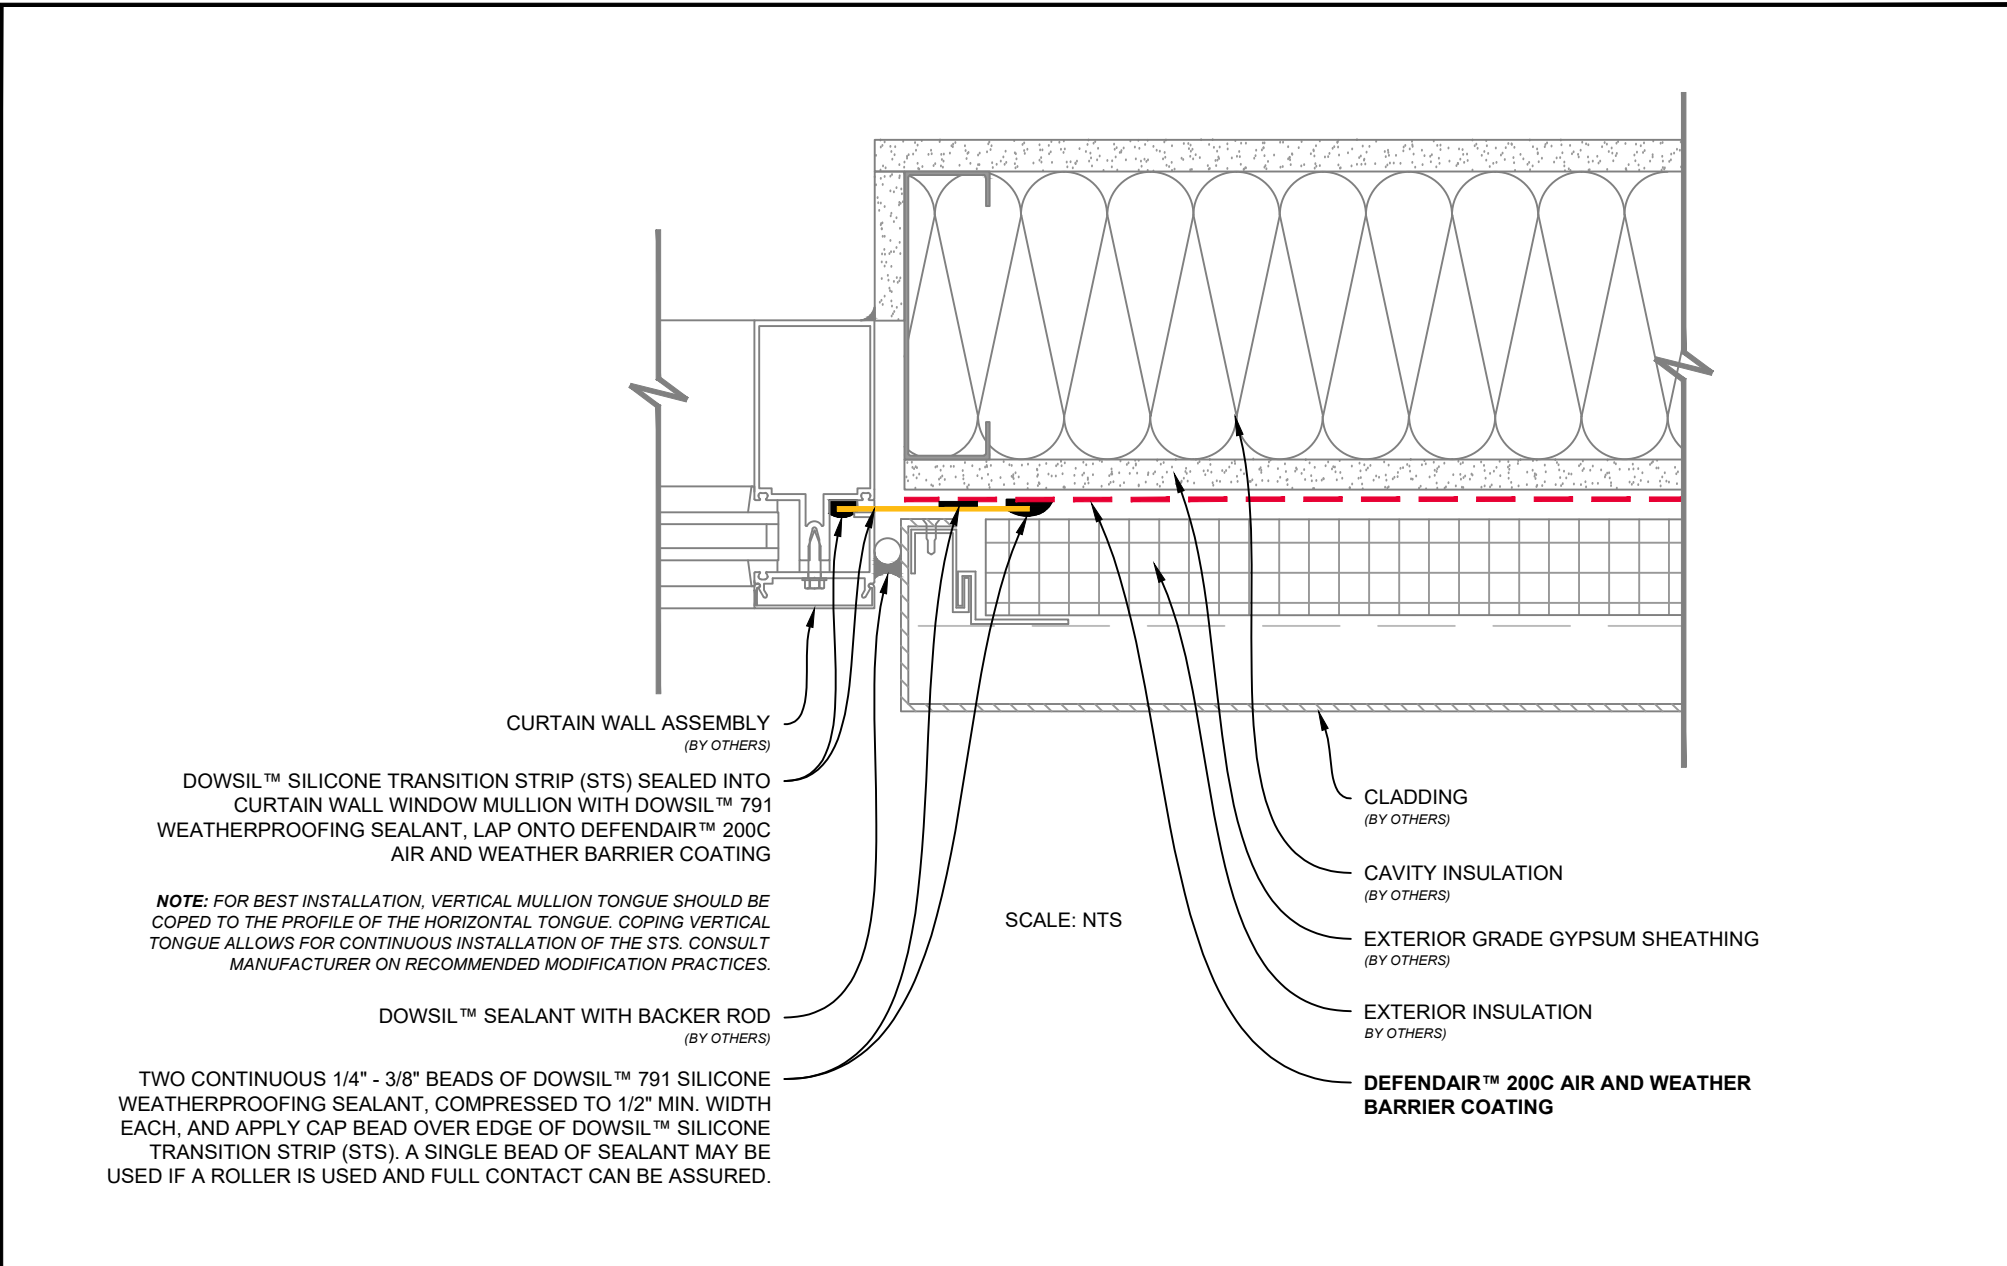 CURTAIN WALL ASSEMBLY
(BY OTHERS)
DOWSIL™ SILICONE TRANSITION STRIP (STS) SEALED INTO
CURTAIN WALL WINDOW MULLION WITH DOWSIL™ 791
WEATHERPROOFING SEALANT, LAP ONTO DEFENDAIR™ 200C
AIR AND WEATHER BARRIER COATING
NOTE: FOR BEST INSTALLATION, VERTICAL MULLION TONGUE SHOULD BE
COPED TO THE PROFILE OF THE HORIZONTAL TONGUE. COPING VERTICAL
TONGUE ALLOWS FOR CONTINUOUS INSTALLATION OF THE STS. CONSULT
MANUFACTURER ON RECOMMENDED MODIFICATION PRACTICES.
DOWSIL™ SEALANT WITH BACKER ROD
(BY OTHERS)
TWO CONTINUOUS 1/4" - 3/8" BEADS OF DOWSIL™ 791 SILICONE
WEATHERPROOFING SEALANT, COMPRESSED TO 1/2" MIN. WIDTH
EACH, AND APPLY CAP BEAD OVER EDGE OF DOWSIL™ SILICONE
TRANSITION STRIP (STS). A SINGLE BEAD OF SEALANT MAY BE
USED IF A ROLLER IS USED AND FULL CONTACT CAN BE ASSURED.
SCALE: NTS
CLADDING
(BY OTHERS)
CAVITY INSULATION
(BY OTHERS)
EXTERIOR GRADE GYPSUM SHEATHING
(BY OTHERS)
EXTERIOR INSULATION
BY OTHERS)
DEFENDAIR™ 200C AIR AND WEATHER
BARRIER COATING